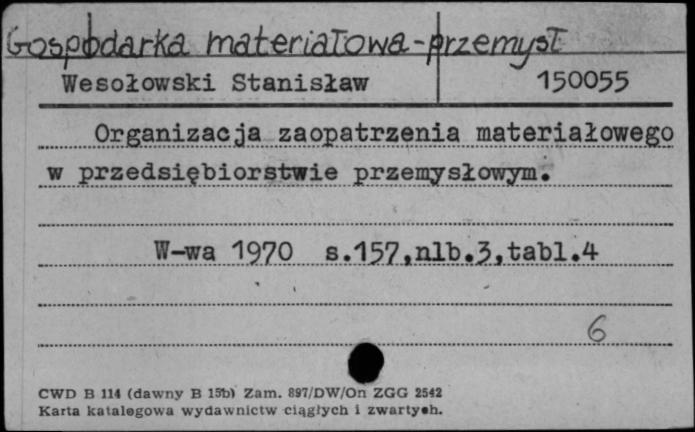 Gospodarka materiałowa-przemysł
Wesołowski Stanisław 150055
Organizacja zaopatrzenia materiałowego
w przedsiębiorstwie przemysłowym.
W-wa 1970 s.157,nlb.3,tabl.4
6
CWD B 114 (dawny B 15b) Zam. 897/DW/On ZGG 2542
Karta katalogowa wydawnictw ciągłych i zwartych.